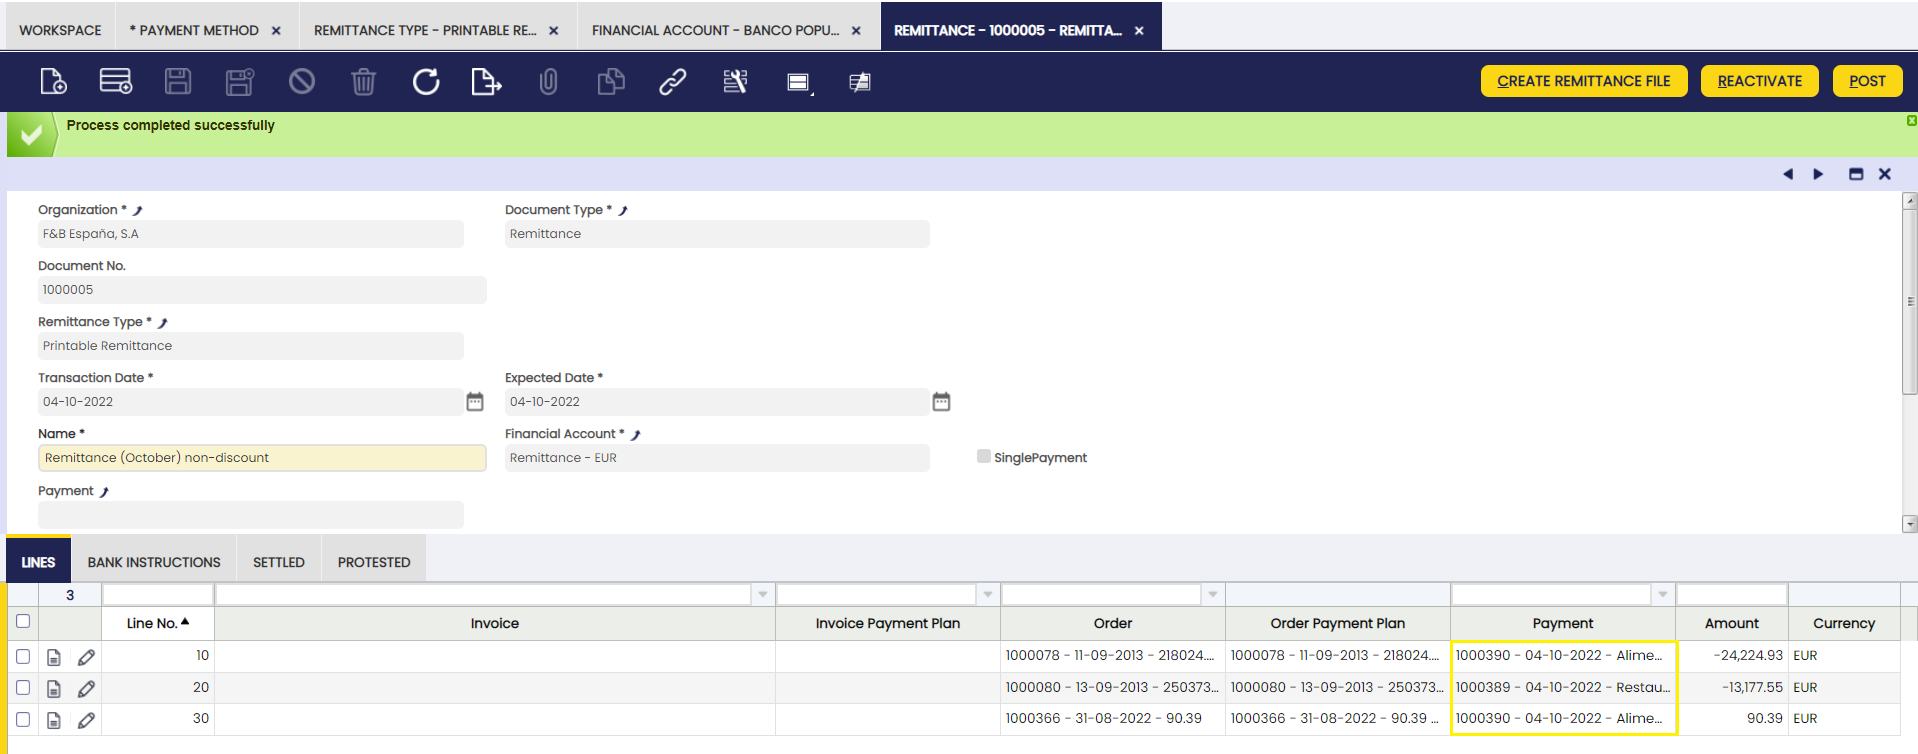 WORKSPACE
* PAYMENT METHOD
REMITTANCE TYPE - PRINTABLE RE...
FINANCIAL ACCOUNT - BANCO POPU...
REMITTANCE - 1000005 - REMITTA...
CREATE REMITTANCE FILE
REACTIVATE
POST
Process completed successfully
Organization *
Document Type *
F&B España, S.A
Remittance
Document No.
1000005
Remittance Type *
Printable Remittance
Transaction Date *
Expected Date *
04-10-2022
04-10-2022
Name *
Financial Account *
Remittance (October) non-discount
Remittance - EUR
SinglePayment
Payment
LINES
BANK INSTRUCTIONS
SETTLED
PROTESTED
3
Line No.
Invoice
Invoice Payment Plan
Order
Order Payment Plan
Payment
Amount
Currency
10
1000078 - 11-09-2013 - 218024....
1000078 - 11-09-2013 - 218024....
1000390 - 04-10-2022 - Alime...
-24,224.93
EUR
20
1000080 - 13-09-2013 - 250373...
1000080 - 13-09-2013 - 250373...
1000389 - 04-10-2022 - Restau...
-13,177.55
EUR
30
1000366 - 31-08-2022 - 90.39
1000366 - 31-08-2022 - 90.39 ...
1000390 - 04-10-2022 - Alime...
90.39
EUR